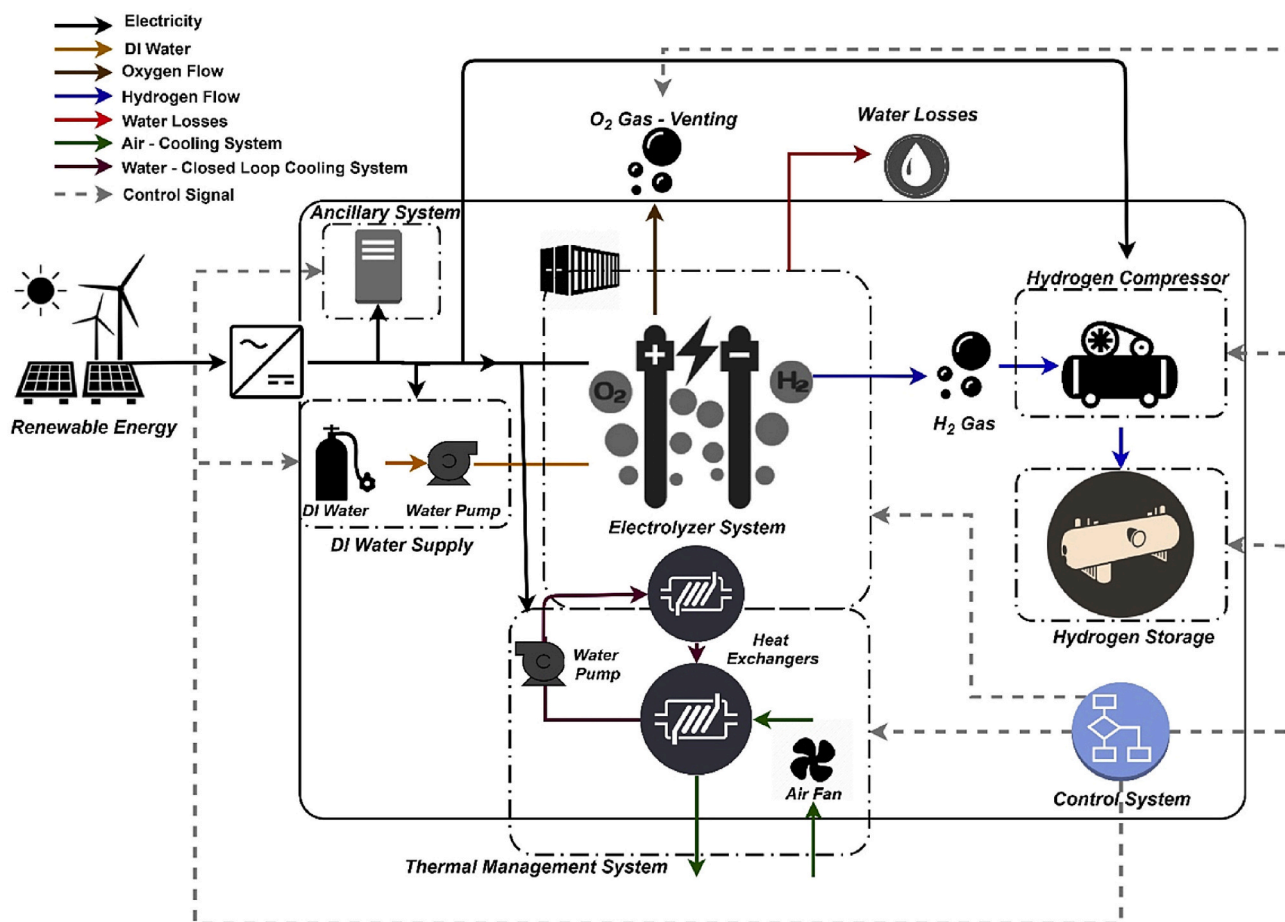 Electricity
DI Water
Oxygen Flow
Hydrogen Flow
Water Losses
Air - Cooling System
Water - Closed Loop Cooling System
Control Signal
O₂ Gas - Venting
Water Losses
Ancillary System
Hydrogen Compressor
Renewable Energy
+
−
O₂
H₂
H₂ Gas
DI Water
Water Pump
DI Water Supply
Electrolyzer System
Hydrogen Storage
Water
Pump
Heat
Exchangers
Air Fan
Control System
Thermal Management System